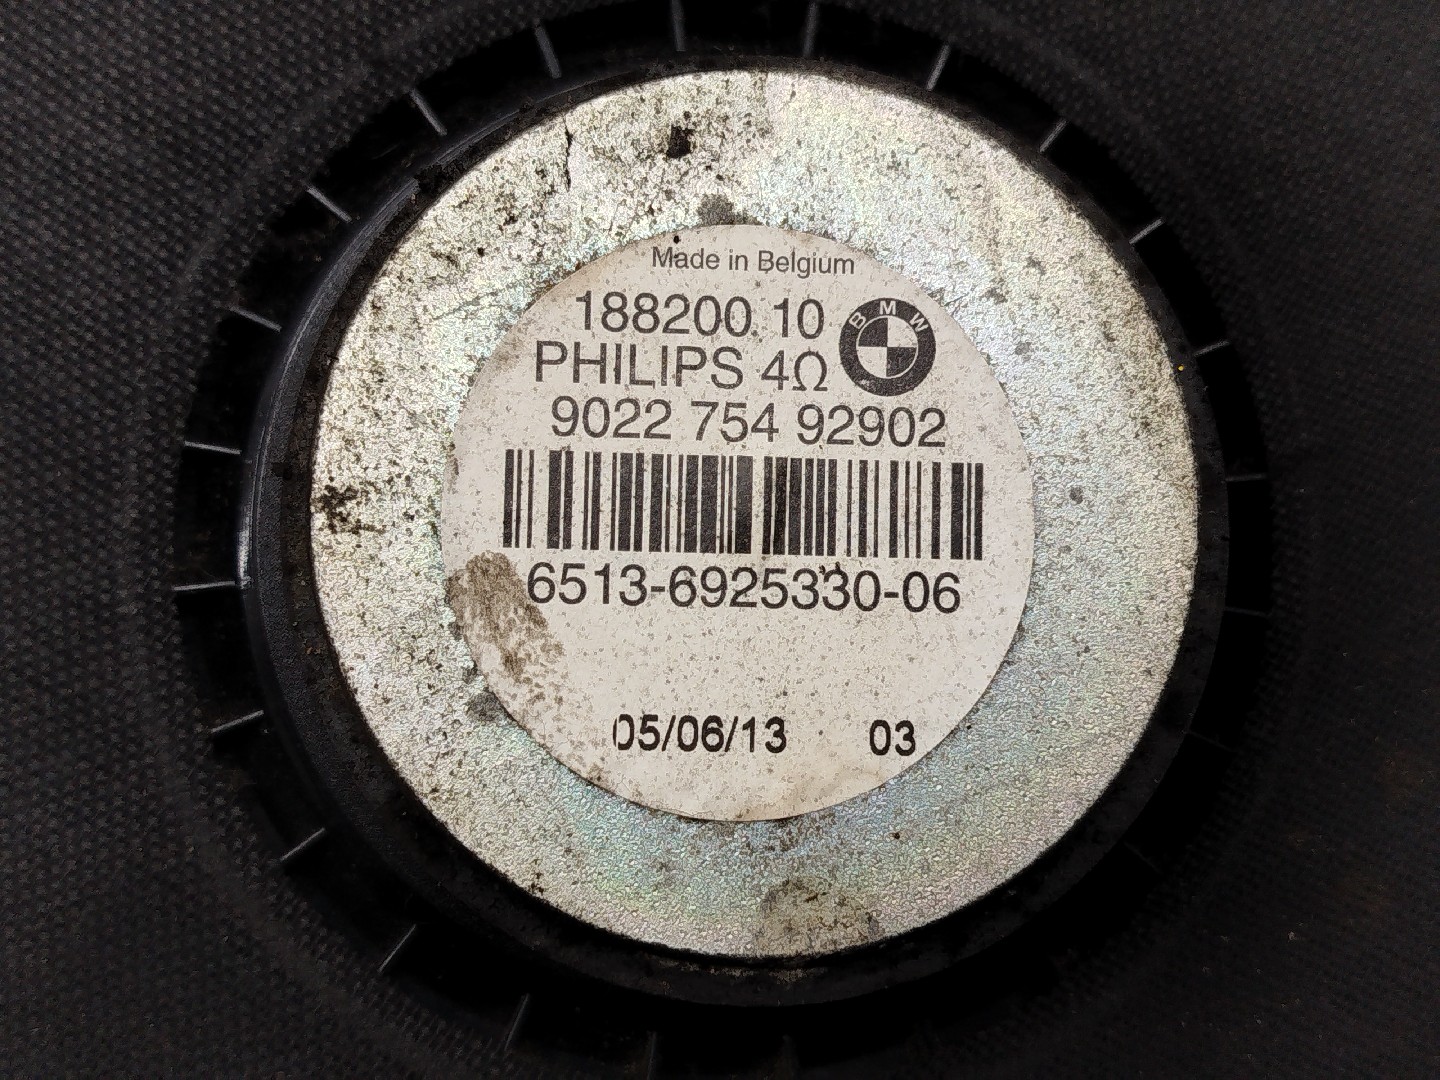 Made in Belgium
188200.10
BMW
PHILIPS 4Ω
9022 754 92902
6513-6925330-06
05/06/13 03